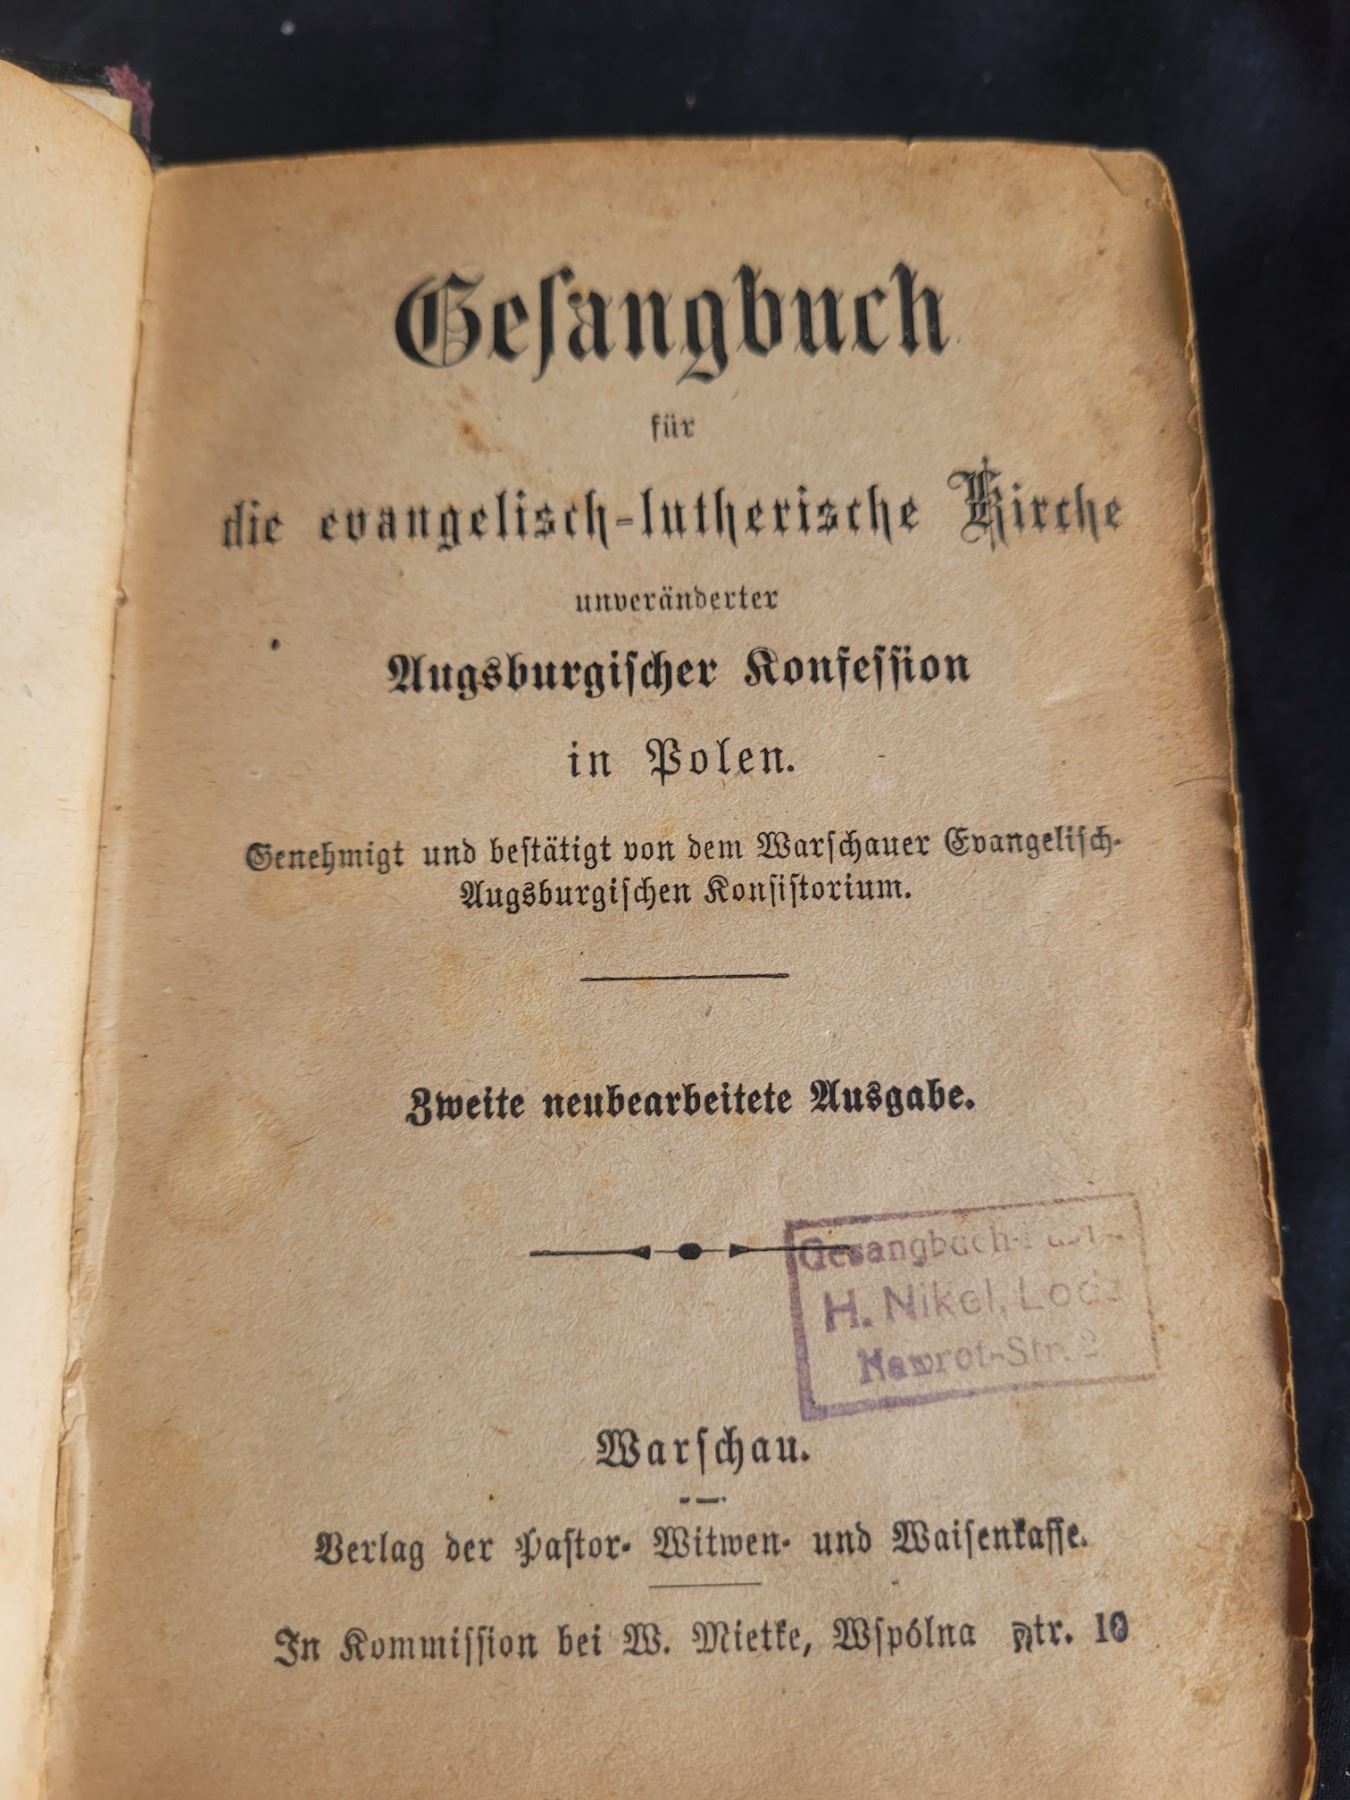 Gesangbuch
für
die evangelisch-lutherische Kirche
unveränderter
Augsburgischer Konfession
in Polen.
Genehmigt und bestätigt von dem Warschauer Evangelisch-
Augsburgischen Konsistorium.
Zweite neubearbeitete Ausgabe.
Gesangbuch-
H. Nikel, Lodz
Nawrot-Str. 2
Warschau.
Verlag der Pastor- Witwen- und Waisenkasse.
In Kommission bei W. Mietke, Wspólna Str. 10